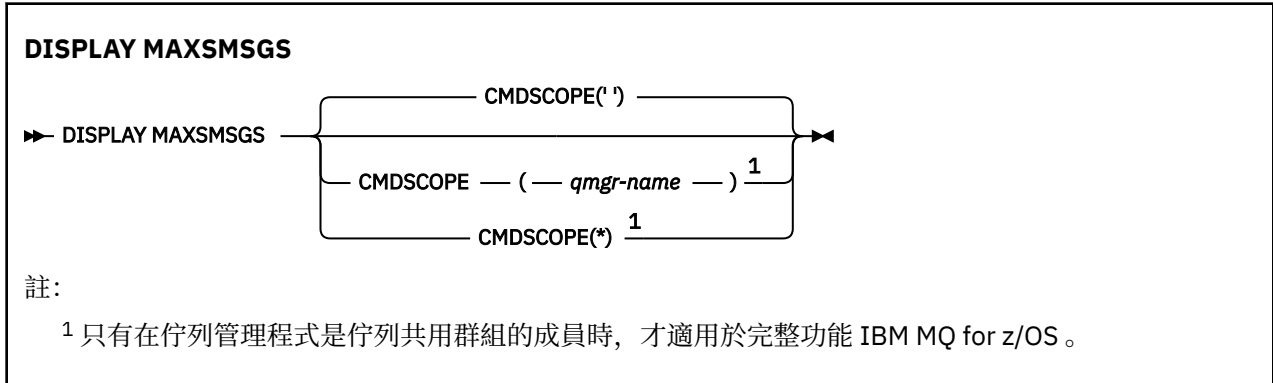 DISPLAY MAXSMSGS
CMDSCOPE(' ')
DISPLAY MAXSMSGS
CMDSCOPE ( qmgr-name ) 1
CMDSCOPE(*) 1
註：
1 只有在佇列管理程式是佇列共用群組的成員時，才適用於完整功能 IBM MQ for z/OS 。